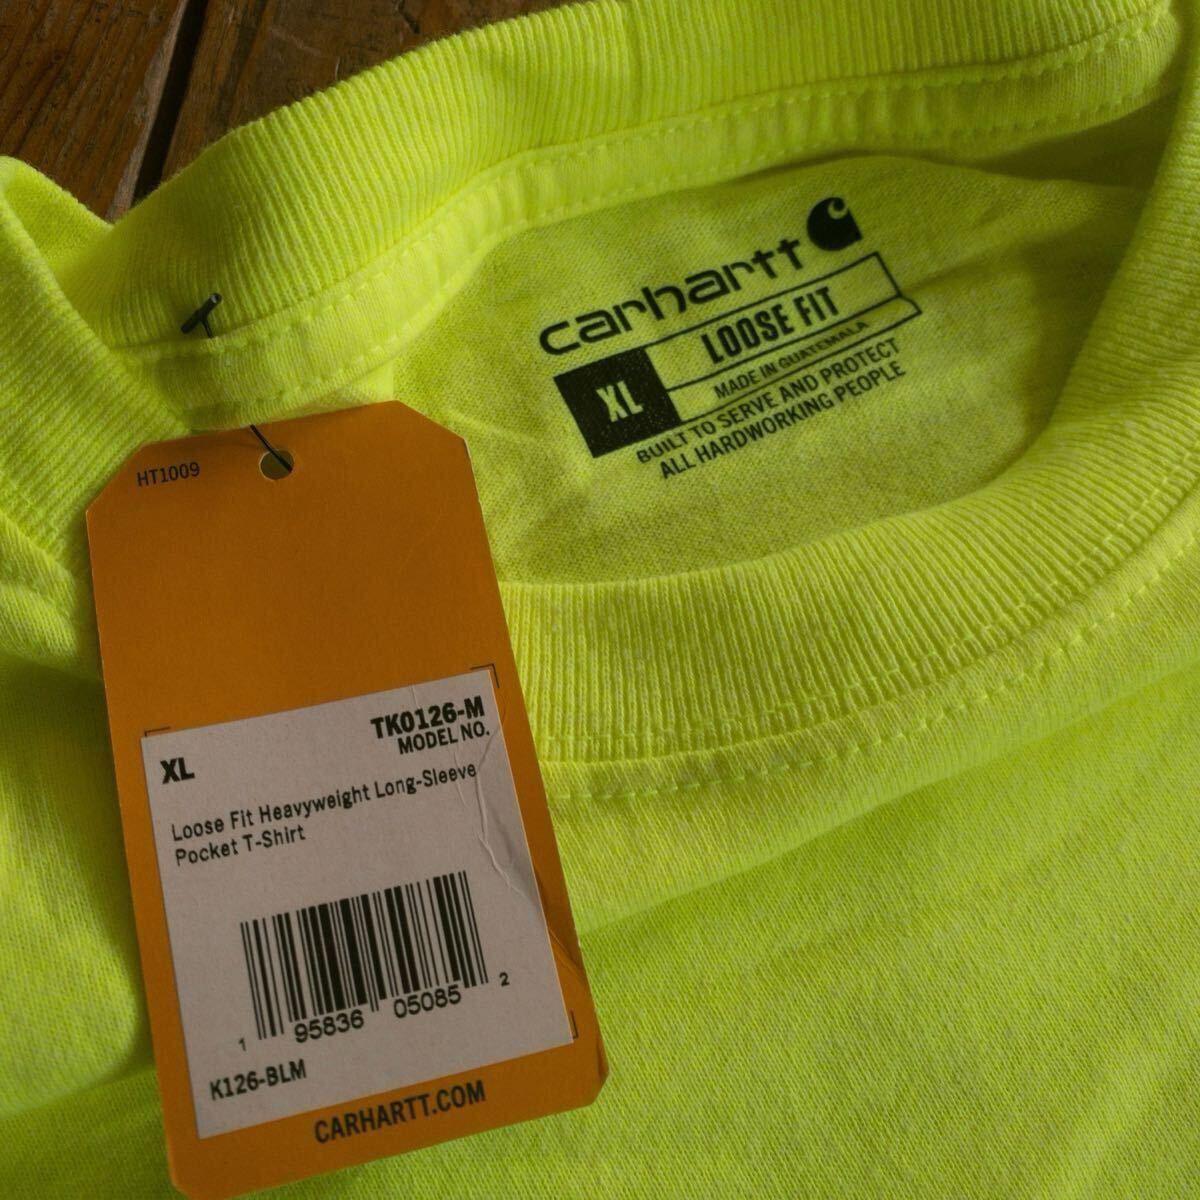 carhartt
XL
LOOSE FIT
MADE IN GUATEMALA
BUILT TO SERVE AND PROTECT
ALL HARDWORKING PEOPLE
HT1009
XL
TK0126-M
MODEL NO.
Loose Fit Heavyweight Long-Sleeve
Pocket T-Shirt
1 95836 05085 2
K126-BLM
CARHARTT.COM